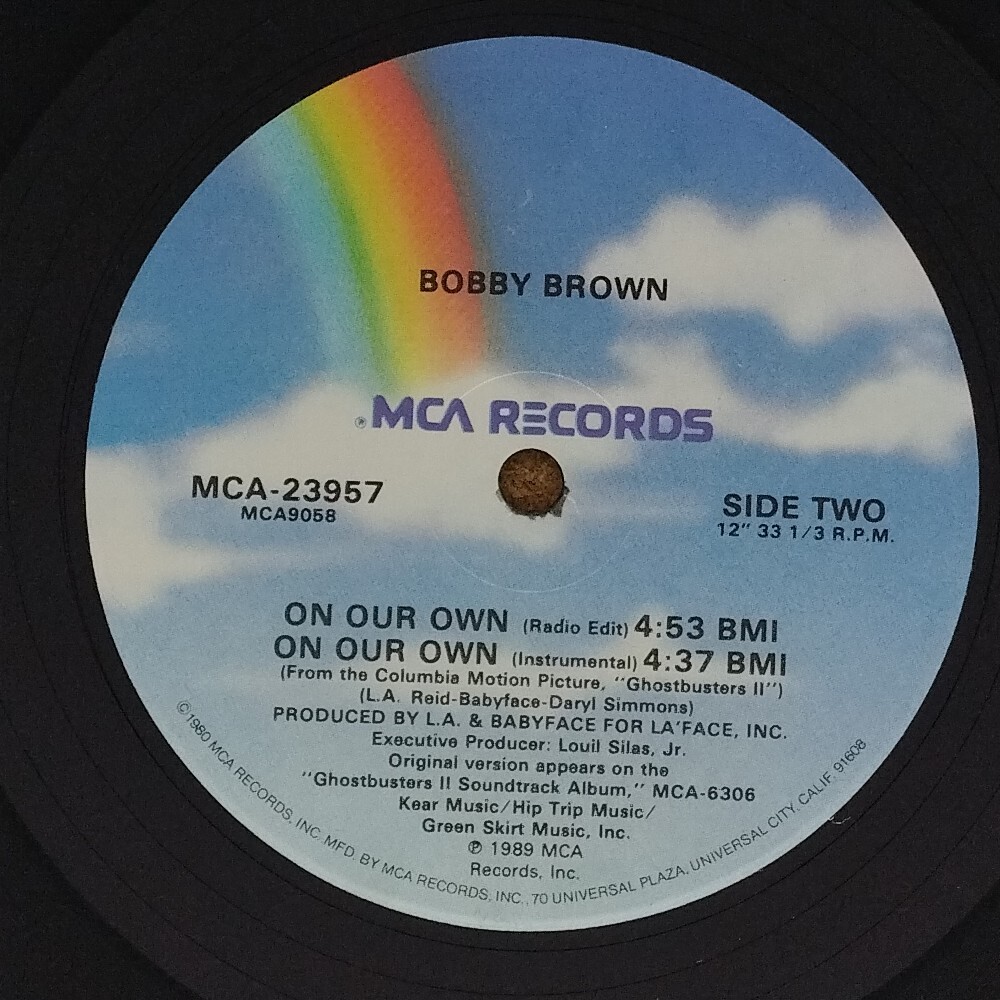 BOBBY BROWN
® MCA RECORDS
MCA-23957
MCA9058
SIDE TWO
12" 33 1/3 R.P.M.
ON OUR OWN (Radio Edit) 4:53 BMI
ON OUR OWN (Instrumental) 4:37 BMI
(From the Columbia Motion Picture, "Ghostbusters II")
(L.A. Reid-Babyface-Daryl Simmons)
PRODUCED BY L.A. & BABYFACE FOR LA'FACE, INC.
Executive Producer: Louil Silas, Jr.
Original version appears on the
"Ghostbusters II Soundtrack Album," MCA-6306
Kear Music/Hip Trip Music/
Green Skirt Music, Inc.
℗ 1989 MCA
Records, Inc.
©1980 MCA RECORDS, INC. MFD. BY MCA RECORDS, INC., 70 UNIVERSAL PLAZA, UNIVERSAL CITY, CALIF. 91608